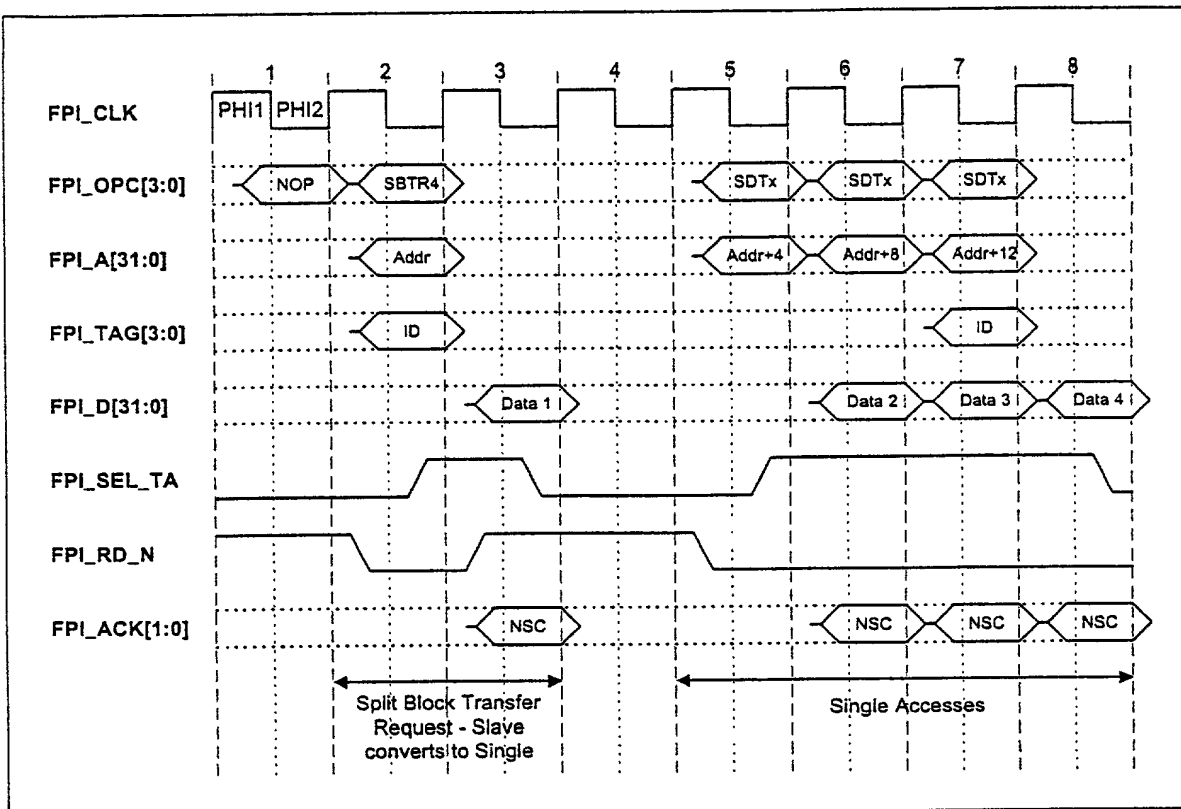 1 2 3 4 5 6 7 8
FPI_CLK PHI1 PHI2
FPI_OPC[3:0] NOP SBTR4 SDTx SDTx SDTx
FPI_A[31:0] Addr Addr+4 Addr+8 Addr+12
FPI_TAG[3:0] ID ID
FPI_D[31:0] Data 1 Data 2 Data 3 Data 4
FPI_SEL_TA
FPI_RD_N
FPI_ACK[1:0] NSC NSC NSC NSC
Split Block Transfer
Request - Slave
converts to Single
Single Accesses